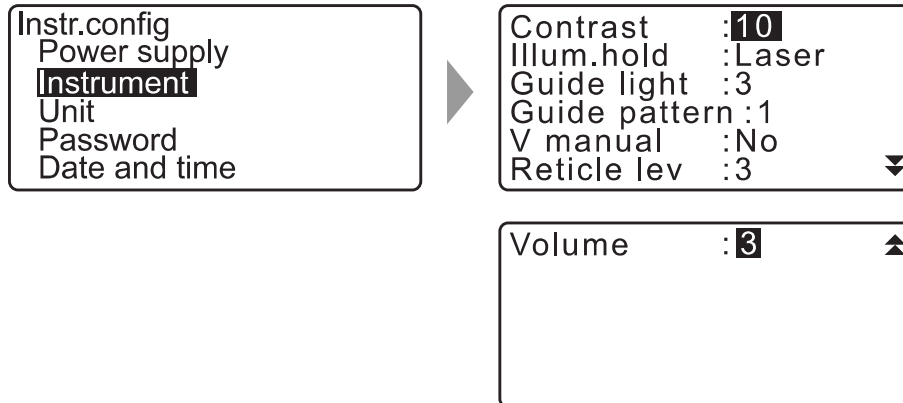 Instr.config
Power supply
Instrument
Unit
Password
Date and time
Contrast :10
Illum.hold :Laser
Guide light :3
Guide pattern :1
V manual :No
Reticle lev :3
Volume :3